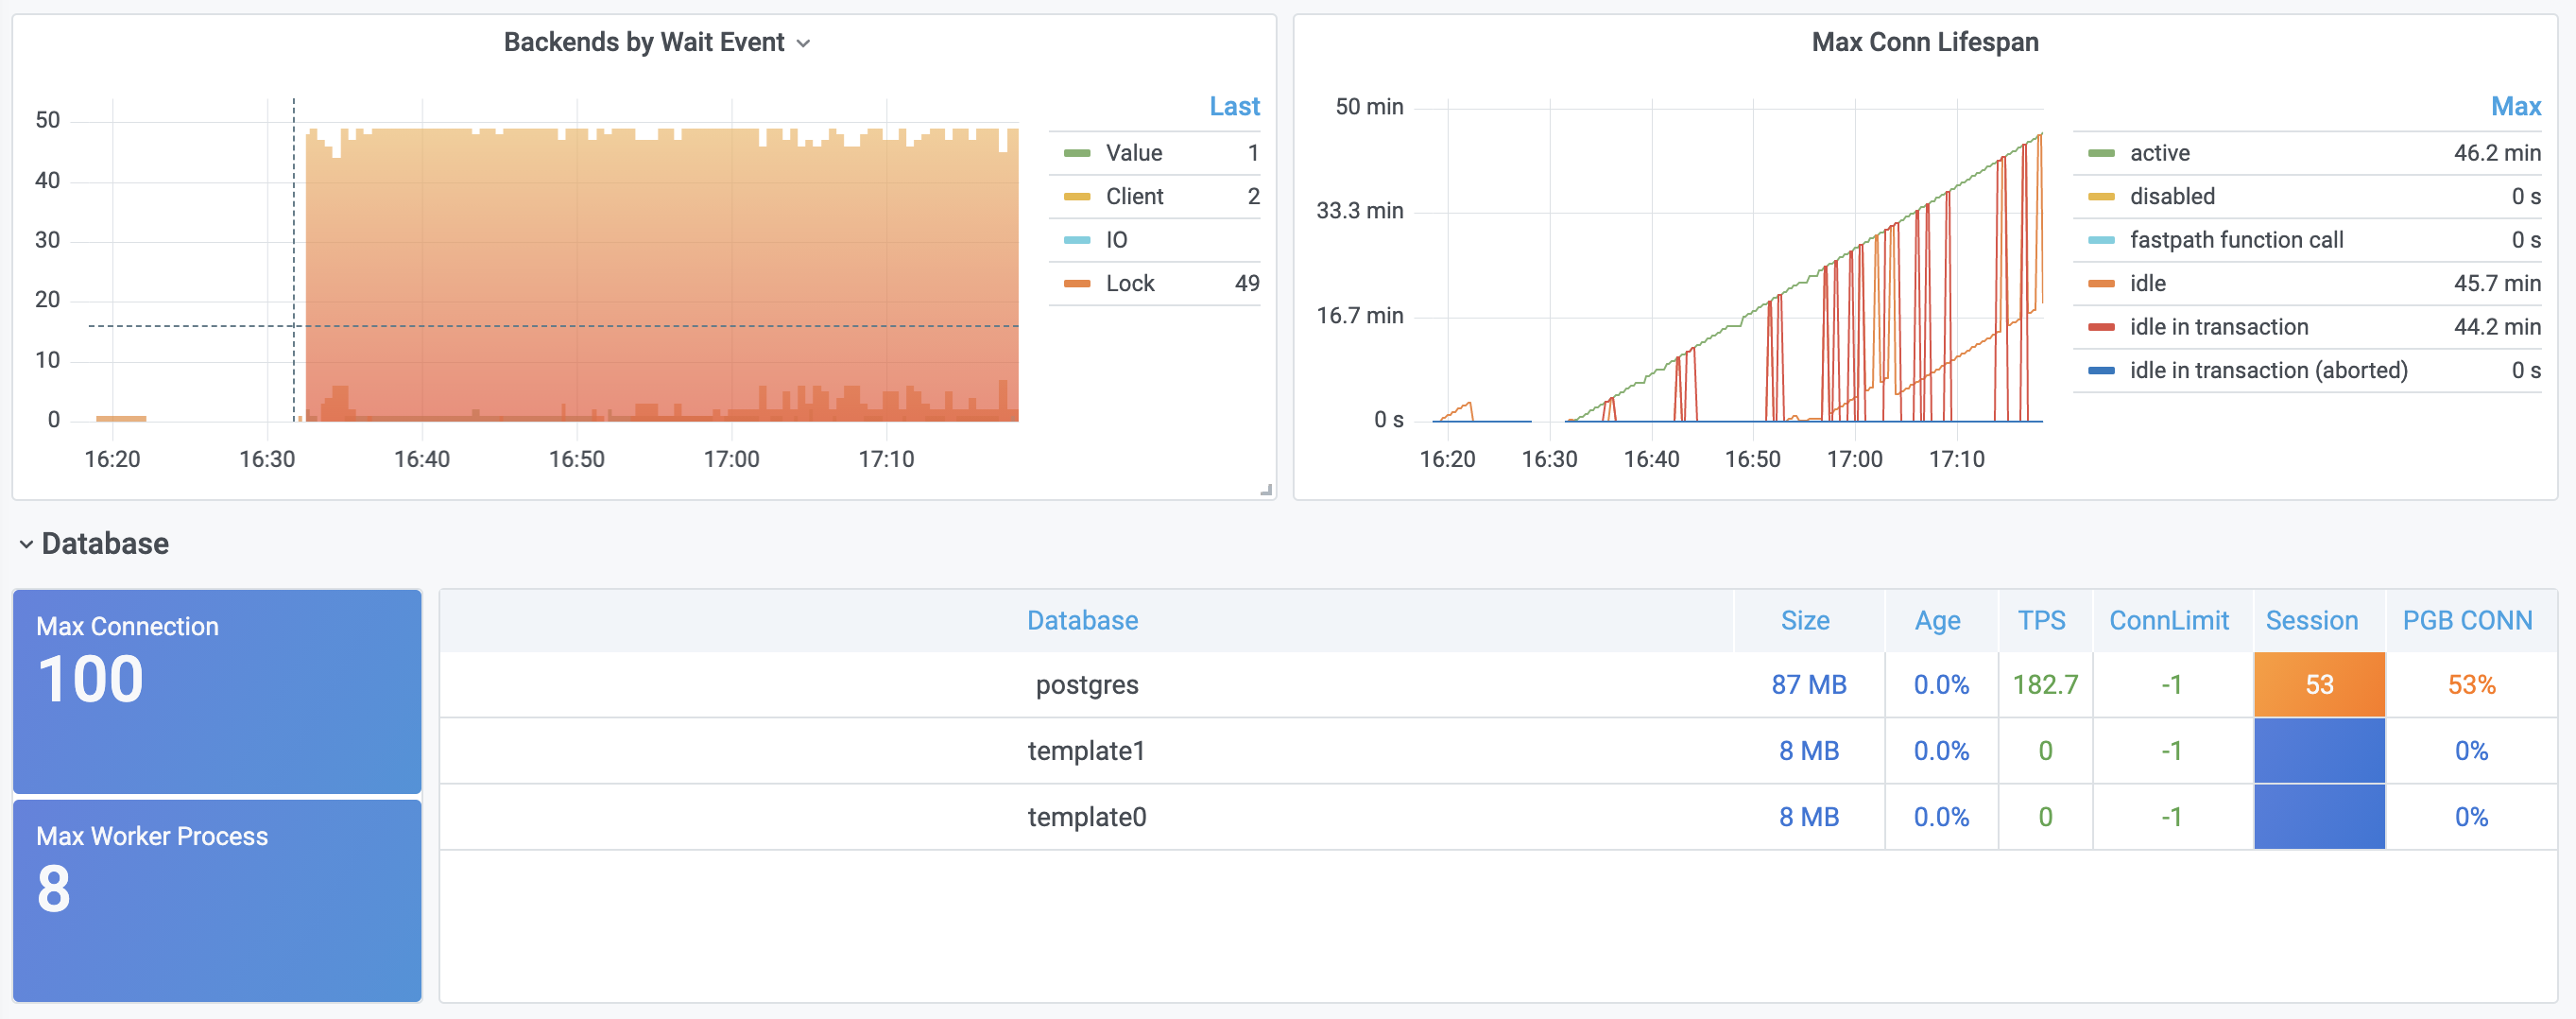 Backends by Wait Event
50
40
30
20
10
0
16:20 16:30 16:40 16:50 17:00 17:10
Last
Value 1
Client 2
IO
Lock 49
Max Conn Lifespan
50 min
33.3 min
16.7 min
0 s
16:20 16:30 16:40 16:50 17:00 17:10
Max
active 46.2 min
disabled 0 s
fastpath function call 0 s
idle 45.7 min
idle in transaction 44.2 min
idle in transaction (aborted) 0 s
Database
Max Connection
100
Max Worker Process
8
Database Size Age TPS ConnLimit Session PGB CONN
postgres 87 MB 0.0% 182.7 -1 53 53%
template1 8 MB 0.0% 0 -1 0%
template0 8 MB 0.0% 0 -1 0%